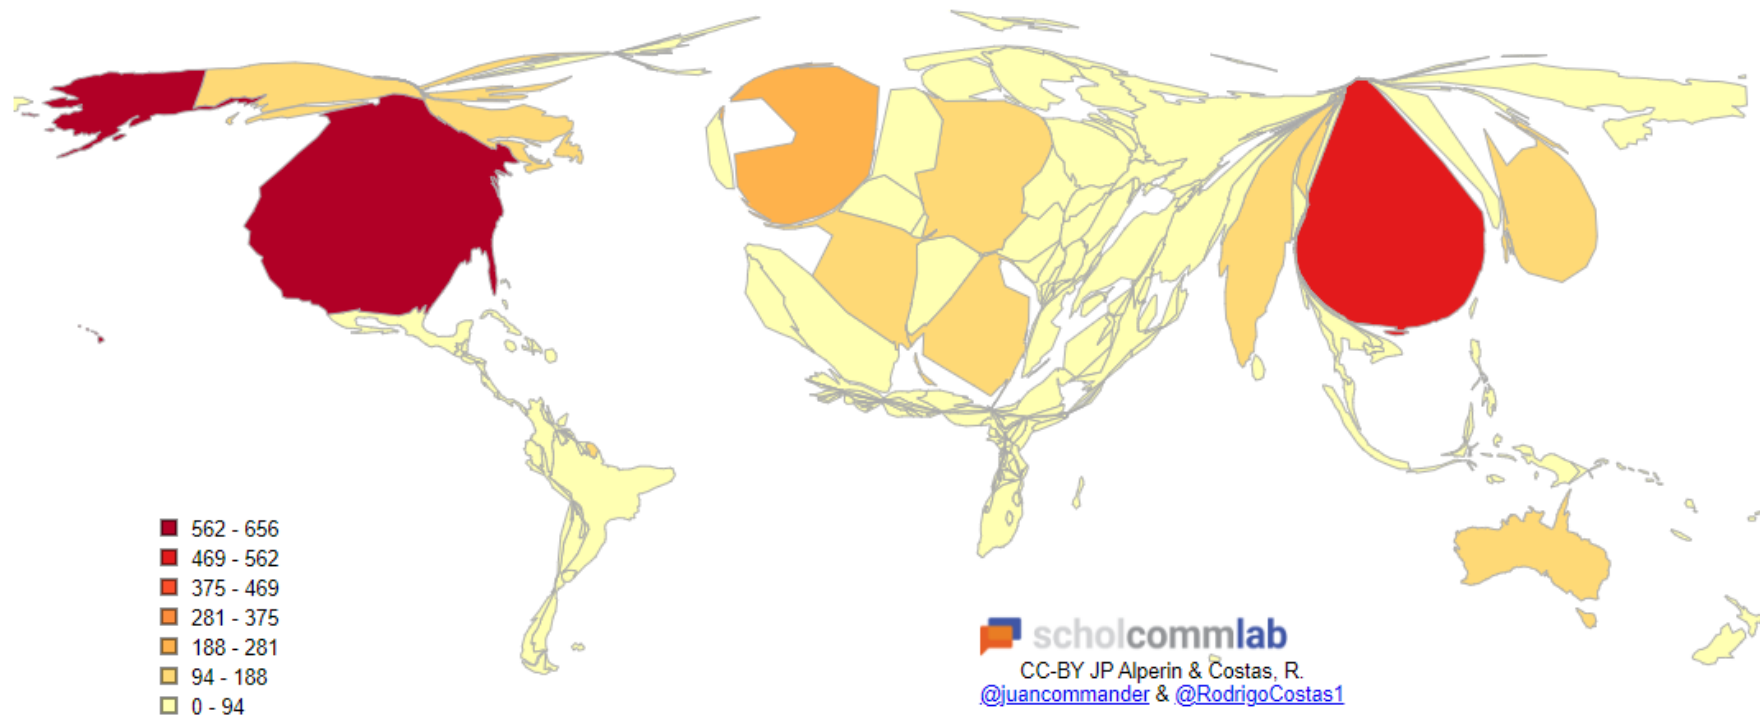 562 - 656
469 - 562
375 - 469
281 - 375
188 - 281
94 - 188
0 - 94
scholcommlab
CC-BY JP Alperin & Costas, R.
@juancommander & @RodrigoCostas1